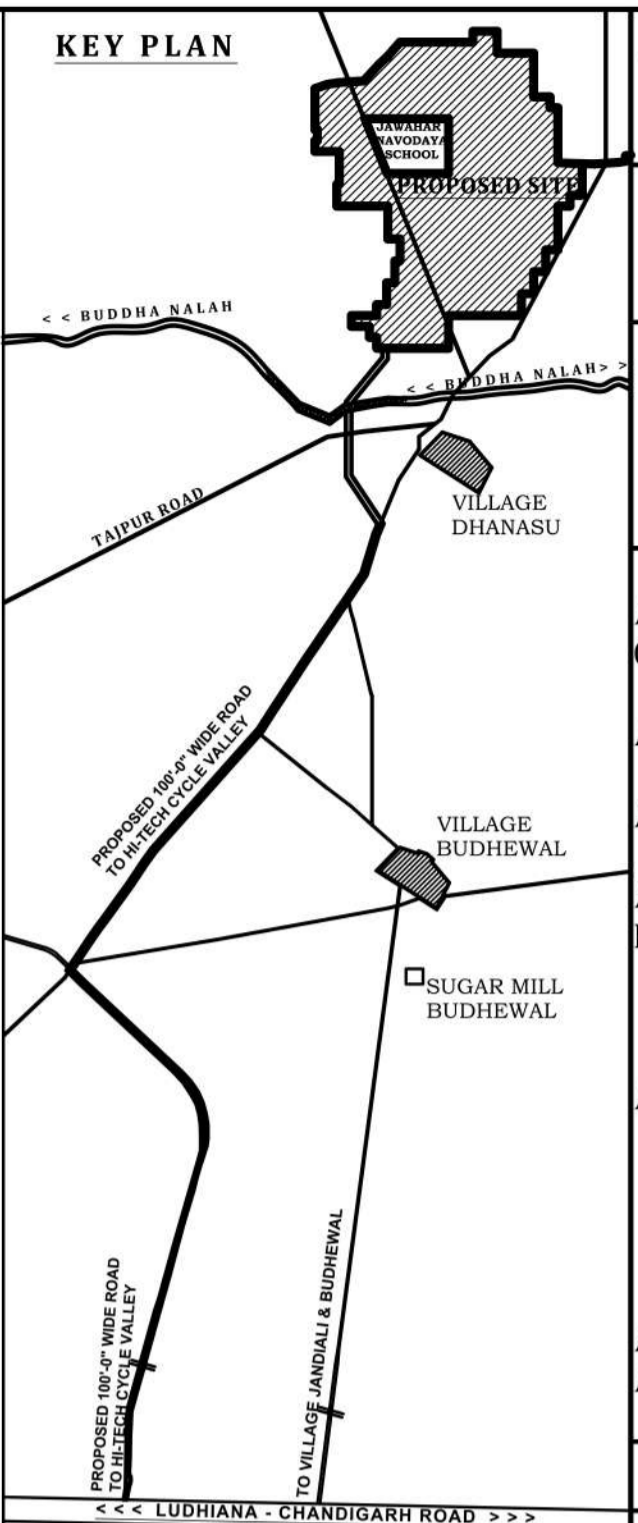 KEY PLAN
JAWAHAR
NAVODAYA
SCHOOL
PROPOSED SITE
< < BUDDHA NALAH
< < BUDDHA NALAH > >
TAJPUR ROAD
VILLAGE
DHANASU
PROPOSED 100'-0" WIDE ROAD
TO HI-TECH CYCLE VALLEY
VILLAGE
BUDHEWAL
SUGAR MILL
BUDHEWAL
PROPOSED 100'-0" WIDE ROAD
TO HI-TECH CYCLE VALLEY
TO VILLAGE JANDIALI & BUDHEWAL
< < < LUDHIANA - CHANDIGARH ROAD > > >